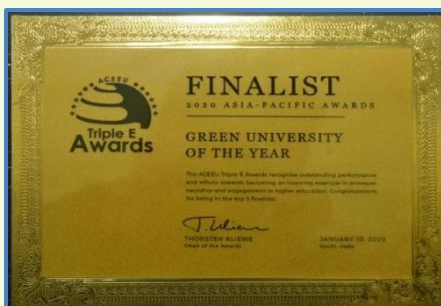 ACEEU
Triple E
Awards
FINALIST
2020 ASIA-PACIFIC AWARDS
GREEN UNIVERSITY
OF THE YEAR
The ACEEU Triple E Awards recognise outstanding performance
and efforts towards becoming an inspiring example in entrepre-
neurship and engagement in higher education. Congratulations
for being in the top 5 finalists!
T. Kliewe
THORSTEN KLIEWE
Chair of the Awards
JANUARY 10, 2020
Kochi, India